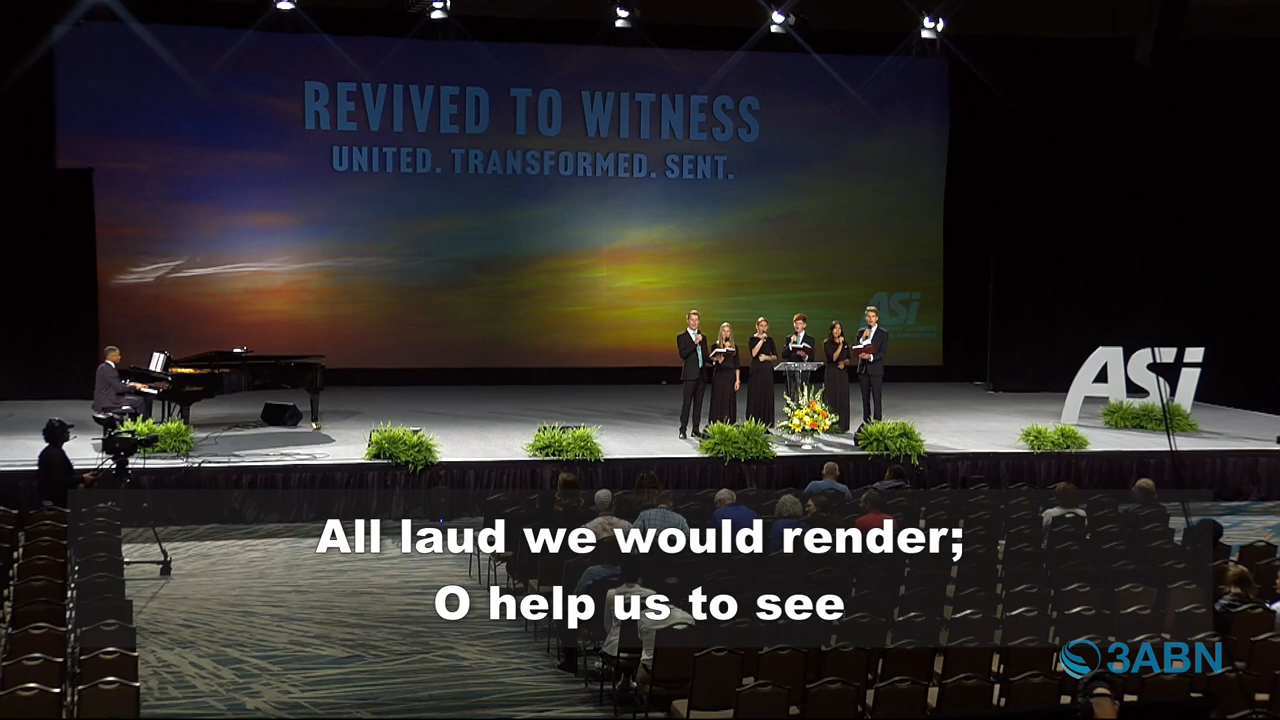 REVIVED TO WITNESS
UNITED. TRANSFORMED. SENT.
ASi
ASi
All laud we would render;
O help us to see
3ABN